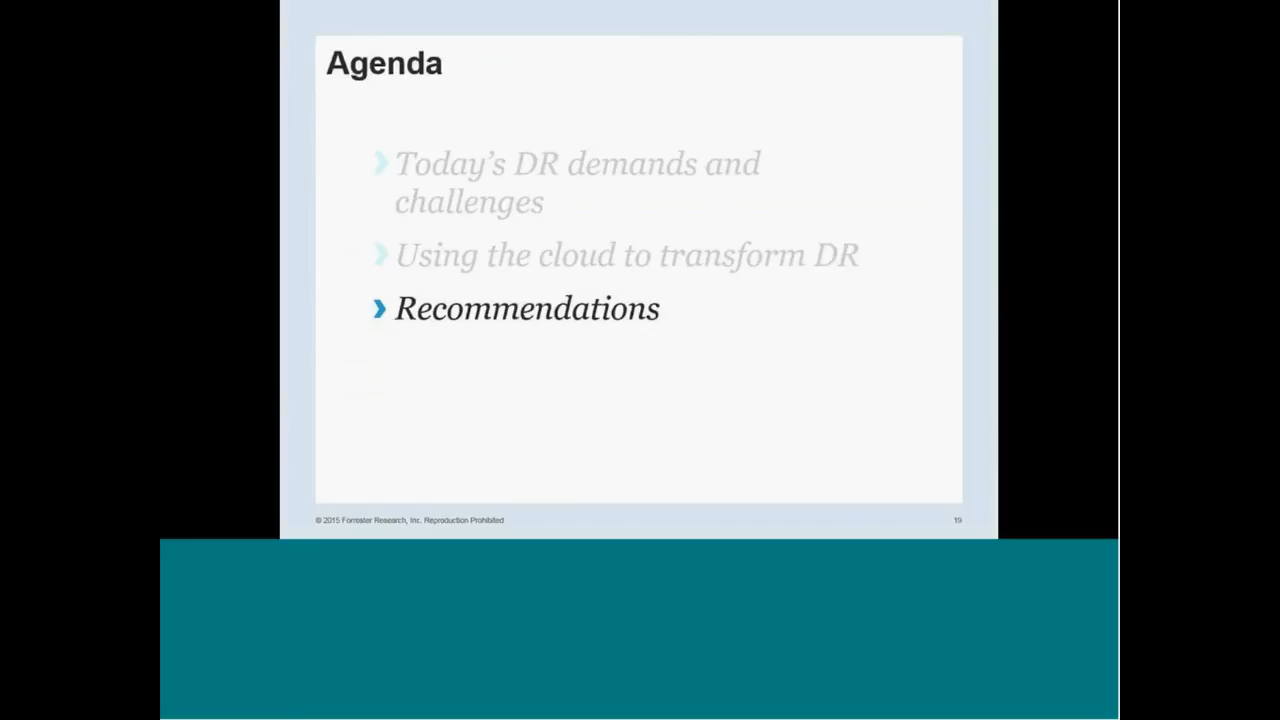 Agenda
Today's DR demands and
challenges
Using the cloud to transform DR
Recommendations
© 2015 Forrester Research, Inc. Reproduction Prohibited
19